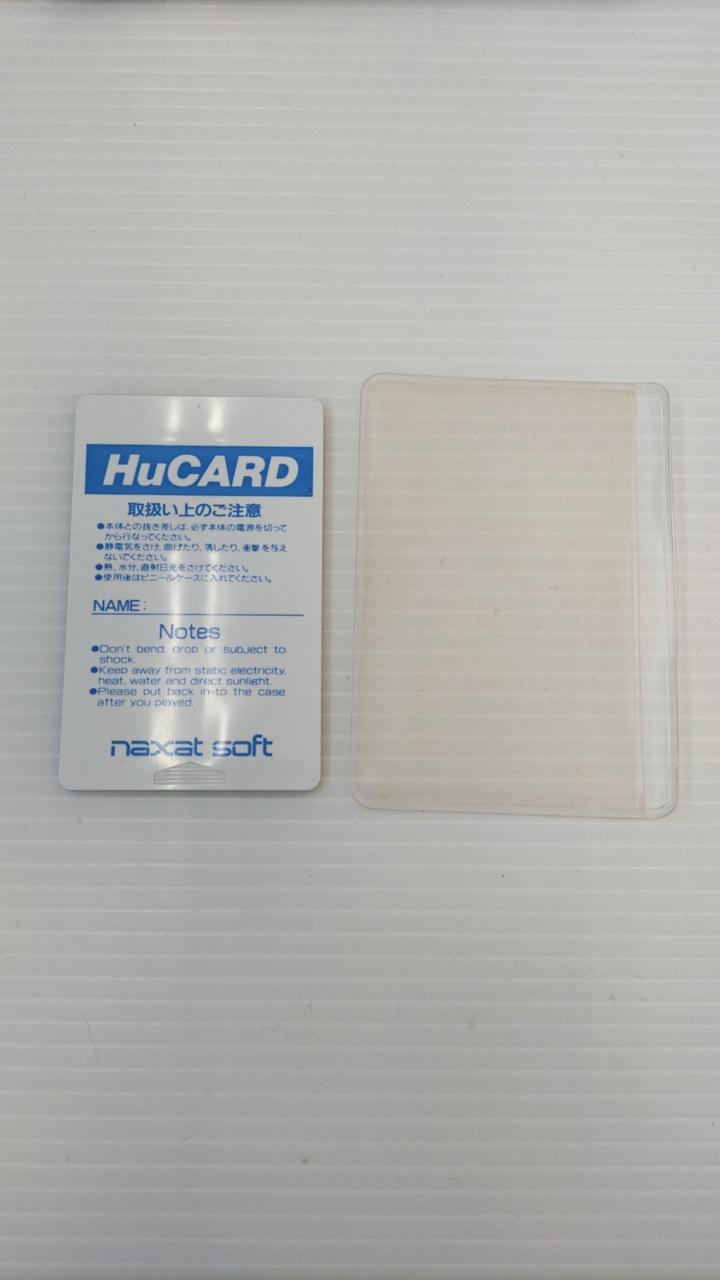 HuCARD
取扱い上のご注意
●本体との抜き差しは、必ず本体の電源を切って
から行なってください。
●静電気をさけ、曲げたり、落したり、衝撃を与え
ないでください。
●熱、水分、直射日光をさけてください。
●使用後はビニールケースに入れてください。
NAME:
Notes
●Don't bend, drop or subject to
shock.
●Keep away from static electricity,
heat, water and direct sunlight.
●Please put back in-to the case
after you played.
naxat soft